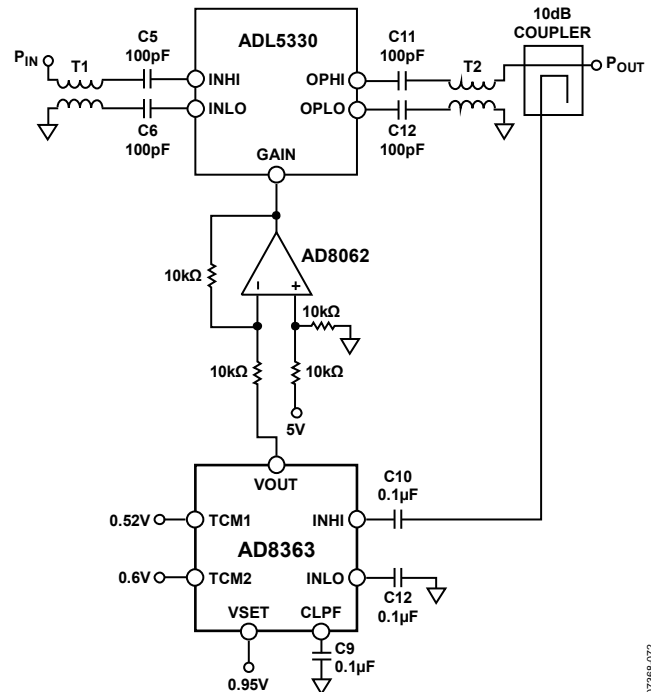 10dB
COUPLER
ADL5330
C5
100pF
C11
100pF
PIN
T1
T2
POUT
INHI
OPHI
INLO
OPLO
C6
100pF
C12
100pF
GAIN
AD8062
10kΩ
–
+
10kΩ
10kΩ
10kΩ
5V
VOUT
C10
0.1µF
0.52V
TCM1
INHI
AD8363
0.6V
TCM2
INLO
C12
0.1µF
VSET
CLPF
C9
0.1µF
0.95V
07368-072